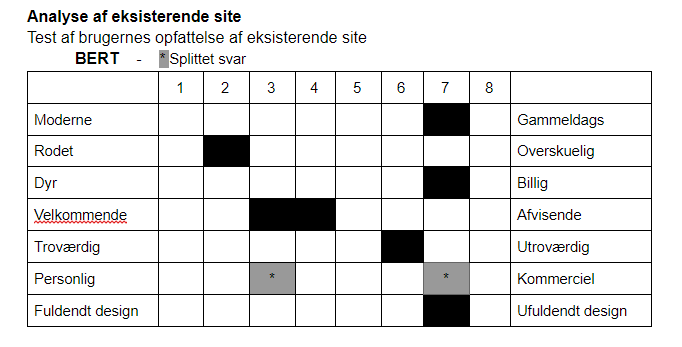 Analyse af eksisterende site
Test af brugernes opfattelse af eksisterende site
BERT - *Splittet svar
1 2 3 4 5 6 7 8
Moderne Gammeldags
Rodet Overskuelig
Dyr Billig
Velkommende Afvisende
Troværdig Utroværdig
Personlig * * Kommerciel
Fuldendt design Ufuldendt design